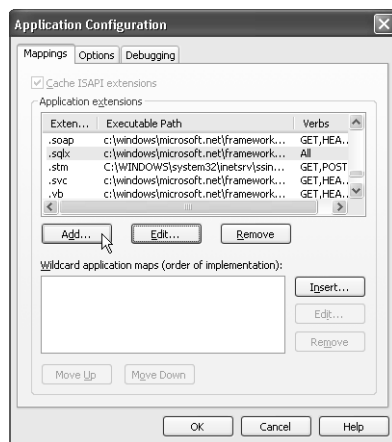 Application Configuration
Mappings Options Debugging
Cache ISAPI extensions
Application extensions
Exten... Executable Path Verbs
.soap c:\windows\microsoft.net\framework... GET,HEA..
.sqlx c:\windows\microsoft.net\framework... All
.stm C:\WINDOWS\system32\inetsrv\ssin... GET,POST
.svc c:\windows\microsoft.net\framework... GET,HEA..
.vb c:\windows\microsoft.net\framework... GET,HEA..
Add... Edit... Remove
Wildcard application maps (order of implementation):
Insert...
Edit...
Remove
Move Up Move Down
OK Cancel Help